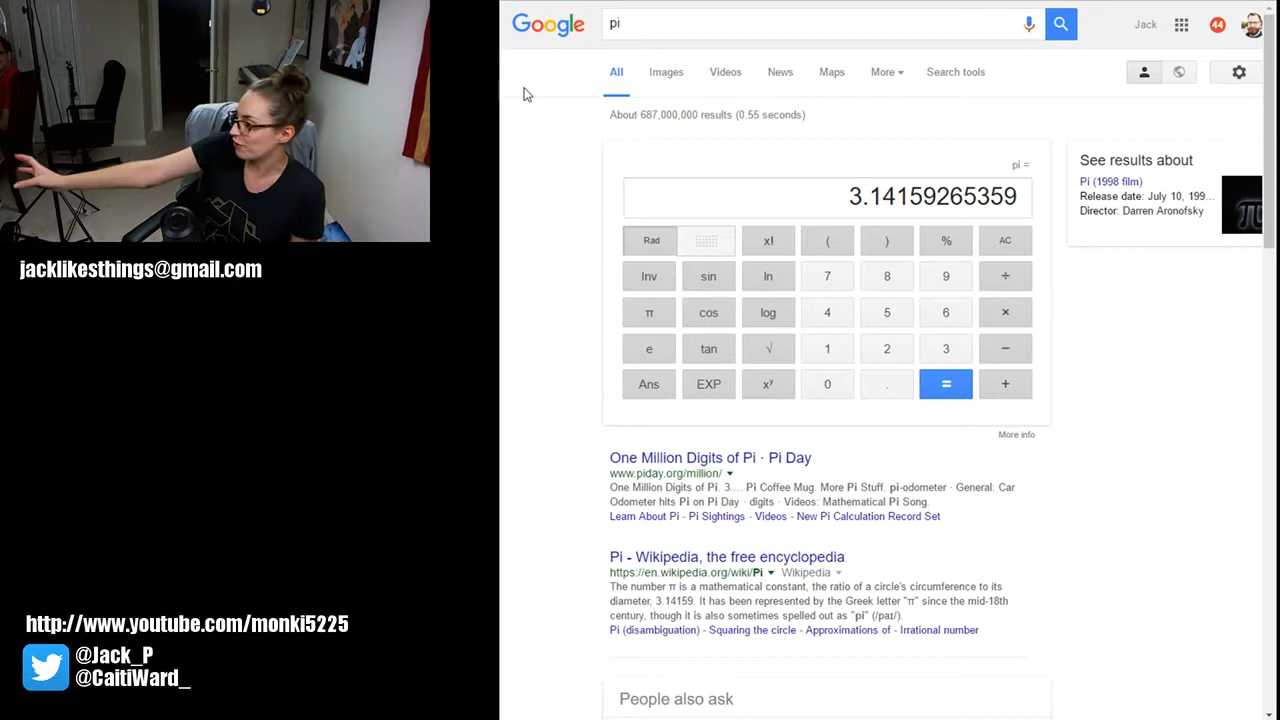 jacklikesthings@gmail.com
http://www.youtube.com/monki5225
@Jack_P
@CaitiWard_
Google
pi
Jack
44
All Images Videos News Maps More Search tools
About 687,000,000 results (0.55 seconds)
pi =
3.14159265359
Rad x! ( ) % AC
Inv sin ln 7 8 9 ÷
π cos log 4 5 6 ×
e tan √ 1 2 3 −
Ans EXP xʸ 0 . = +
More info
One Million Digits of Pi · Pi Day
www.piday.org/million/
One Million Digits of Pi. 3.... Pi Coffee Mug. More Pi Stuff. pi-odometer · General: Car
Odometer hits Pi on Pi Day · digits · Videos: Mathematical Pi Song.
Learn About Pi - Pi Sightings - Videos - New Pi Calculation Record Set
Pi - Wikipedia, the free encyclopedia
https://en.wikipedia.org/wiki/Pi Wikipedia
The number π is a mathematical constant, the ratio of a circle's circumference to its
diameter, 3.14159. It has been represented by the Greek letter "π" since the mid-18th
century, though it is also sometimes spelled out as "pi" (/paɪ/).
Pi (disambiguation) - Squaring the circle - Approximations of - Irrational number
People also ask
See results about
Pi (1998 film)
Release date: July 10, 199...
Director: Darren Aronofsky
π